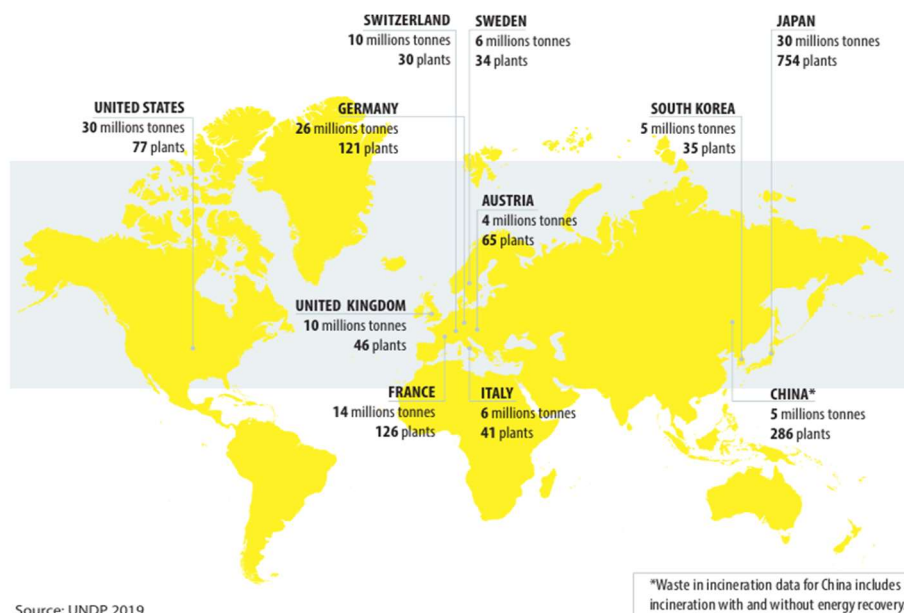 SWITZERLAND
10 millions tonnes
30 plants
SWEDEN
6 millions tonnes
34 plants
JAPAN
30 millions tonnes
754 plants
UNITED STATES
30 millions tonnes
77 plants
GERMANY
26 millions tonnes
121 plants
SOUTH KOREA
5 millions tonnes
35 plants
AUSTRIA
4 millions tonnes
65 plants
UNITED KINGDOM
10 millions tonnes
46 plants
FRANCE
14 millions tonnes
126 plants
ITALY
6 millions tonnes
41 plants
CHINA*
5 millions tonnes
286 plants
*Waste in incineration data for China includes
incineration with and without energy recovery
Source: UNDP 2019